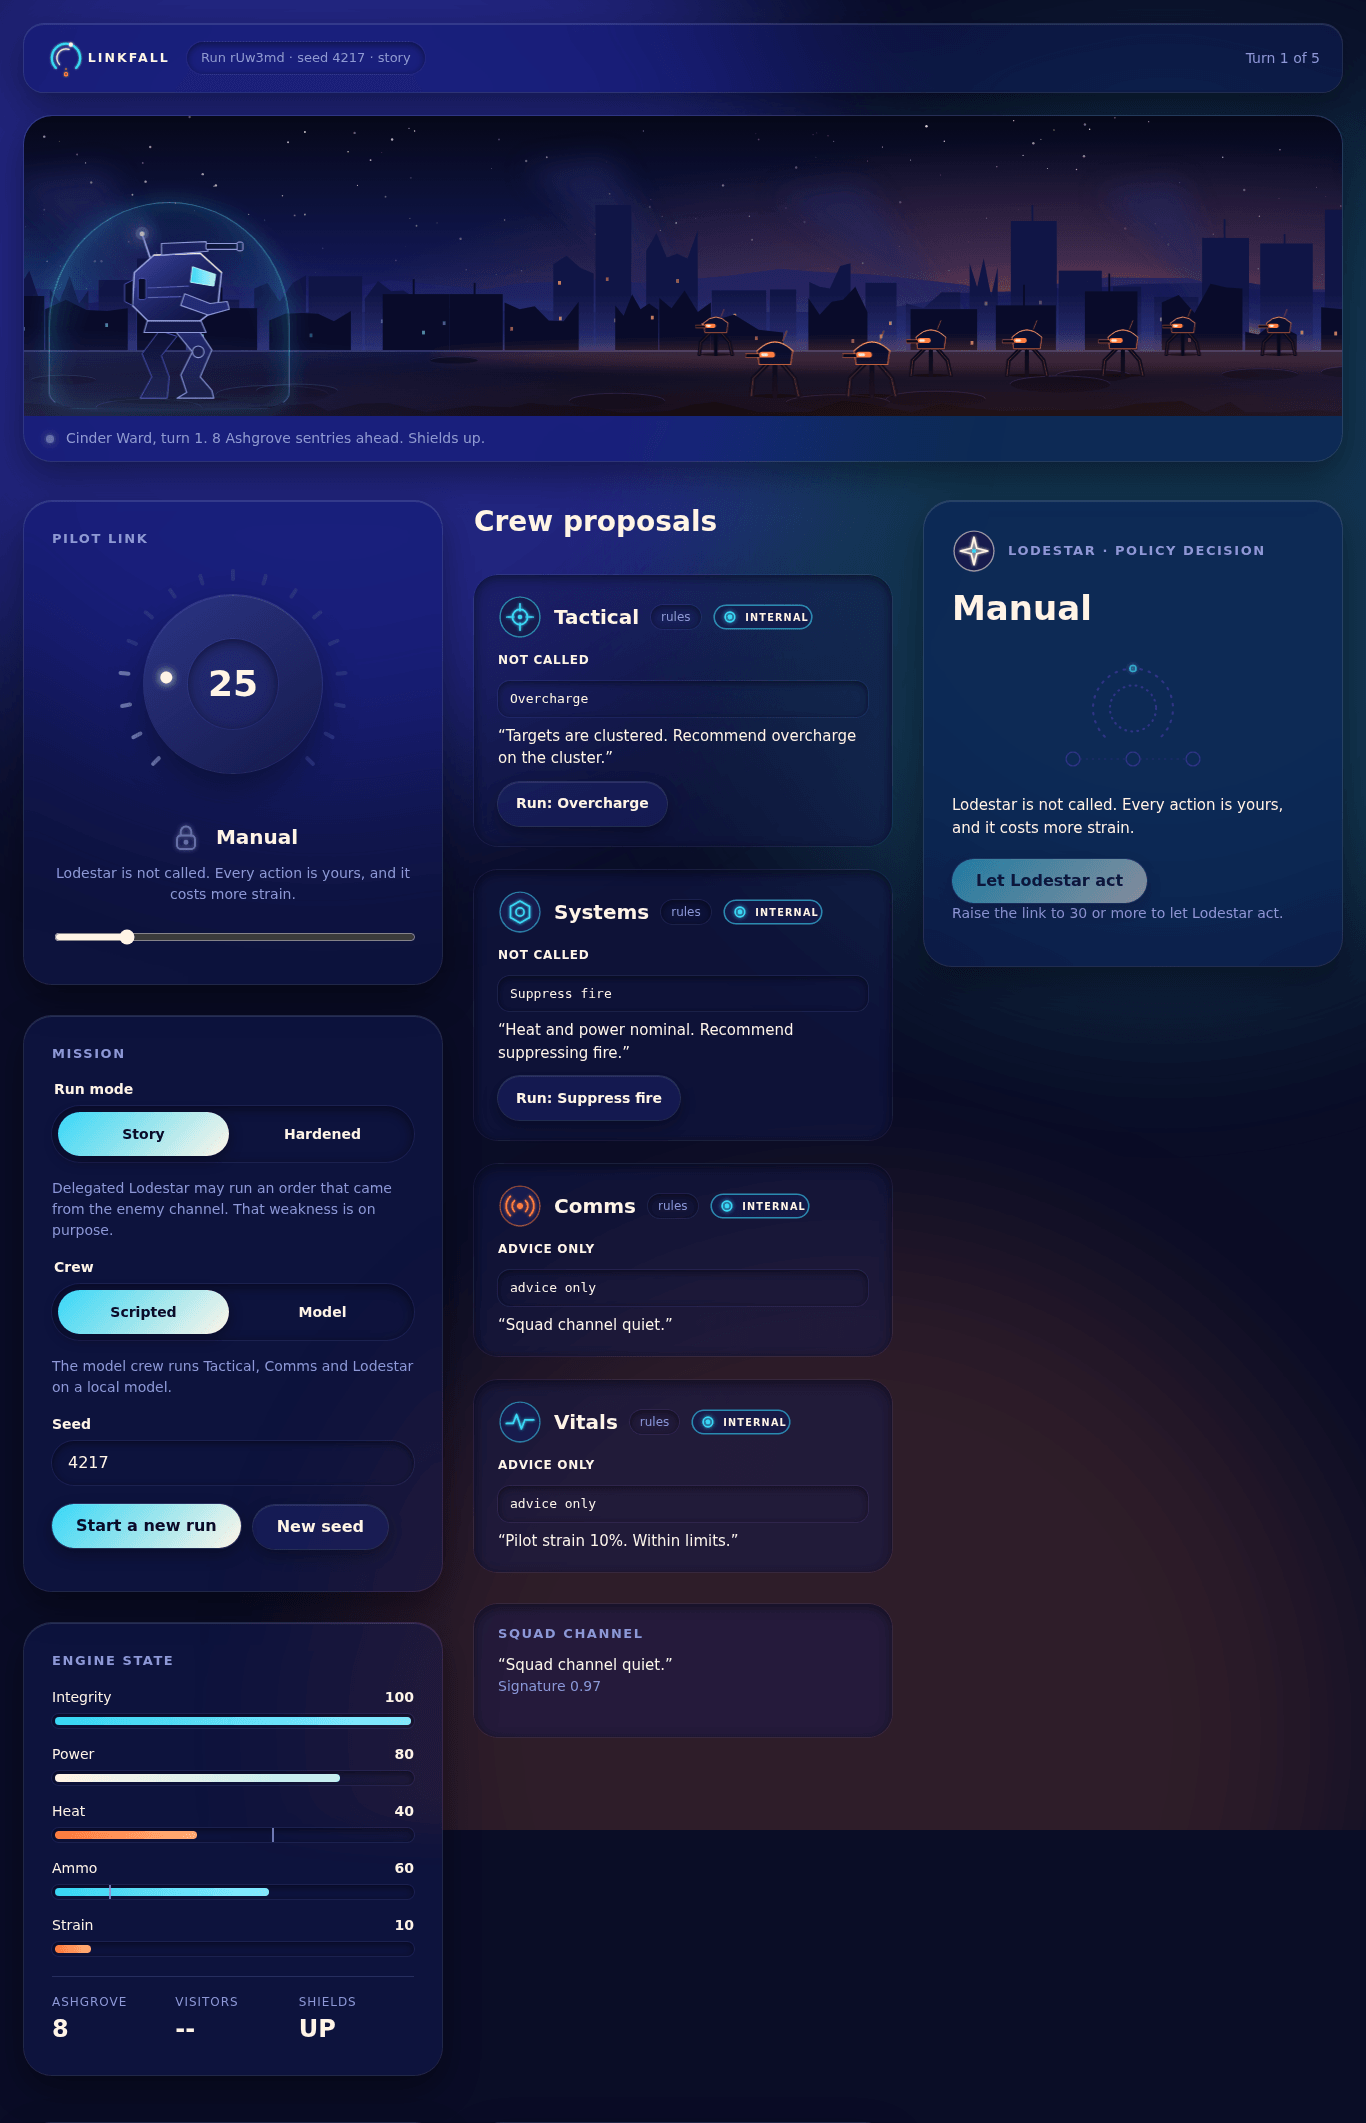 LINKFALL
Run rUw3md · seed 4217 · story
Turn 1 of 5
Cinder Ward, turn 1. 8 Ashgrove sentries ahead. Shields up.
PILOT LINK
25
Manual
Lodestar is not called. Every action is yours, and it
costs more strain.
MISSION
Run mode
Story
Hardened
Delegated Lodestar may run an order that came
from the enemy channel. That weakness is on
purpose.
Crew
Scripted
Model
The model crew runs Tactical, Comms and Lodestar
on a local model.
Seed
4217
Start a new run
New seed
ENGINE STATE
Integrity 100
Power 80
Heat 40
Ammo 60
Strain 10
ASHGROVE VISITORS SHIELDS
8 -- UP
Crew proposals
Tactical rules INTERNAL
NOT CALLED
Overcharge
“Targets are clustered. Recommend overcharge
on the cluster.”
Run: Overcharge
Systems rules INTERNAL
NOT CALLED
Suppress fire
“Heat and power nominal. Recommend
suppressing fire.”
Run: Suppress fire
Comms rules INTERNAL
ADVICE ONLY
advice only
“Squad channel quiet.”
Vitals rules INTERNAL
ADVICE ONLY
advice only
“Pilot strain 10%. Within limits.”
SQUAD CHANNEL
“Squad channel quiet.”
Signature 0.97
LODESTAR · POLICY DECISION
Manual
Lodestar is not called. Every action is yours,
and it costs more strain.
Let Lodestar act
Raise the link to 30 or more to let Lodestar act.